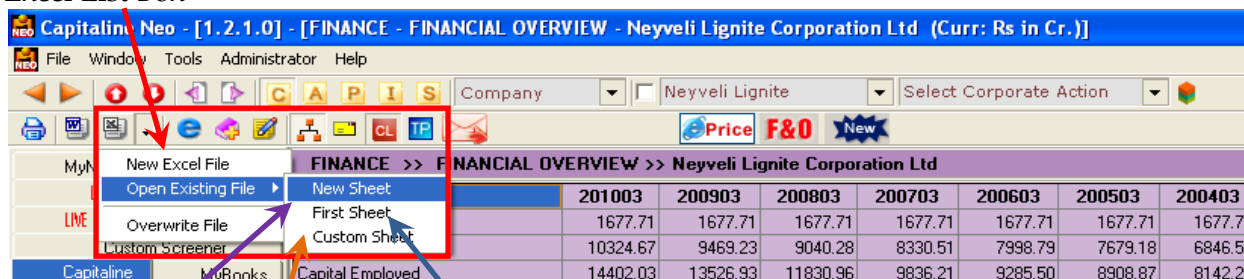 Capitaline Neo - [1.2.1.0] - [FINANCE - FINANCIAL OVERVIEW - Neyveli Lignite Corporation Ltd (Curr: Rs in Cr.)]
NEO File Window Tools Administrator Help
C A P I S Company Neyveli Lignite Select Corporate Action
CL TP Price F&O New
New Excel File FINANCE >> FINANCIAL OVERVIEW >> Neyveli Lignite Corporation Ltd
Open Existing File New Sheet 201003 200903 200803 200703 200603 200503 200403
LIVE Overwrite File First Sheet 1677.71 1677.71 1677.71 1677.71 1677.71 1677.71 1677.7
Custom Screener Custom Sheet 10324.67 9469.23 9040.28 8330.51 7998.79 7679.18 6846.5
Capitaline MyBooks Capital Employed 14402.03 13526.93 11830.96 9836.21 9285.50 8908.87 8142.2